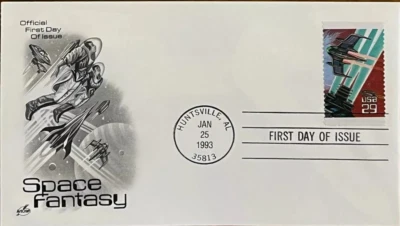 Official
First Day
Of Issue
Space
Fantasy
HUNTSVILLE, AL
JAN
25
1993
35813
FIRST DAY OF ISSUE
USA
29